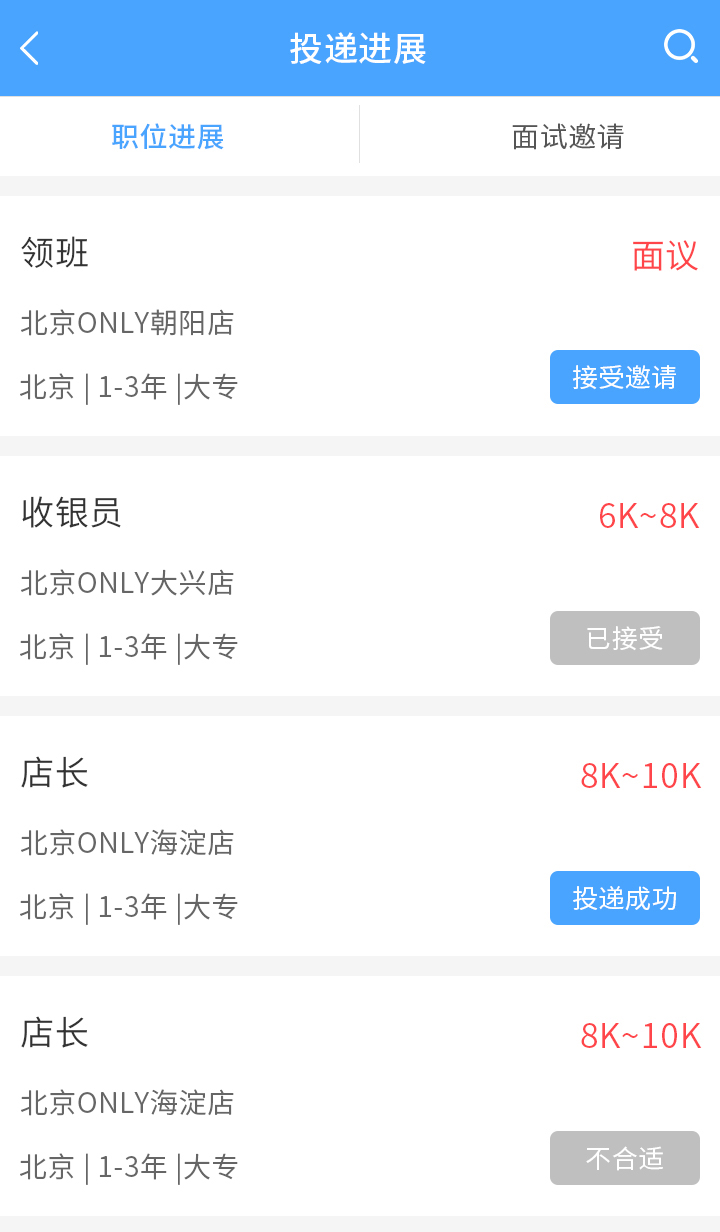 投递进展
职位进展 面试邀请
领班 面议
北京ONLY朝阳店
北京 | 1-3年 |大专 接受邀请
收银员 6K~8K
北京ONLY大兴店
北京 | 1-3年 |大专 已接受
店长 8K~10K
北京ONLY海淀店
北京 | 1-3年 |大专 投递成功
店长 8K~10K
北京ONLY海淀店
北京 | 1-3年 |大专 不合适